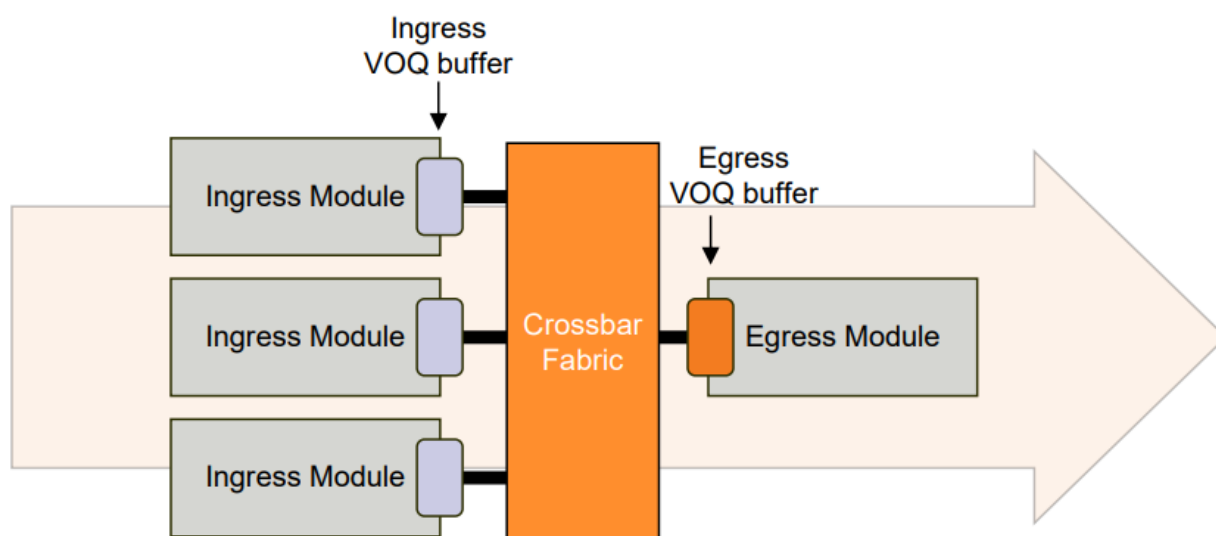 Ingress
VOQ buffer
Ingress Module
Egress
VOQ buffer
Ingress Module
Crossbar
Fabric
Egress Module
Ingress Module